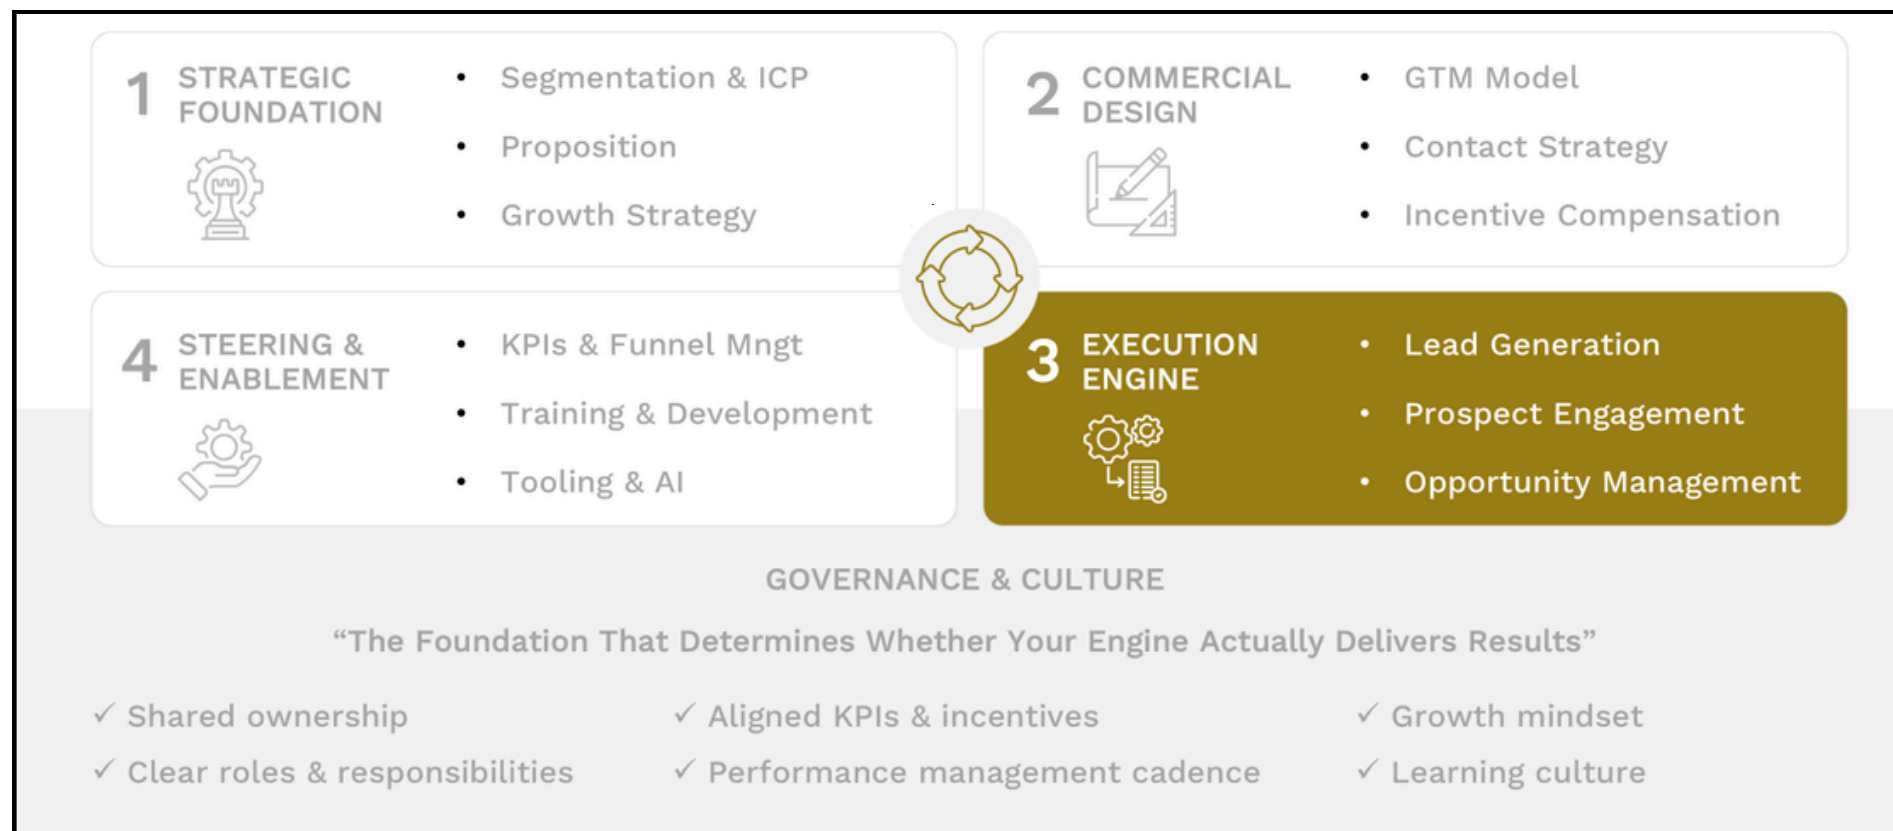 1 STRATEGIC
FOUNDATION
• Segmentation & ICP
• Proposition
• Growth Strategy
2 COMMERCIAL
DESIGN
• GTM Model
• Contact Strategy
• Incentive Compensation
4 STEERING &
ENABLEMENT
• KPIs & Funnel Mngt
• Training & Development
• Tooling & AI
3 EXECUTION
ENGINE
• Lead Generation
• Prospect Engagement
• Opportunity Management
GOVERNANCE & CULTURE
“The Foundation That Determines Whether Your Engine Actually Delivers Results”
✓ Shared ownership
✓ Aligned KPIs & incentives
✓ Growth mindset
✓ Clear roles & responsibilities
✓ Performance management cadence
✓ Learning culture